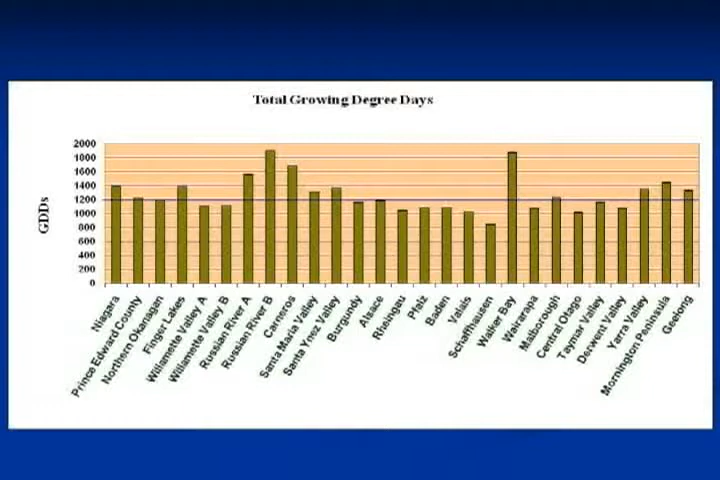 Total Growing Degree Days
GDDs
2000
1800
1600
1400
1200
1000
800
600
400
200
0
Niagara
Prince Edward County
Northern Okanagen
Finger Lakes
Willamette Valley A
Willamette Valley B
Russian River A
Russian River B
Carneros
Santa Maria Valley
Santa Ynez Valley
Burgundy
Alsace
Rheingau
Pfalz
Baden
Valais
Schaffhausen
Walker Bay
Wairarapa
Malborough
Central Otago
Taymar Valley
Derwent Valley
Yarra Valley
Mornington Peninsula
Geelong